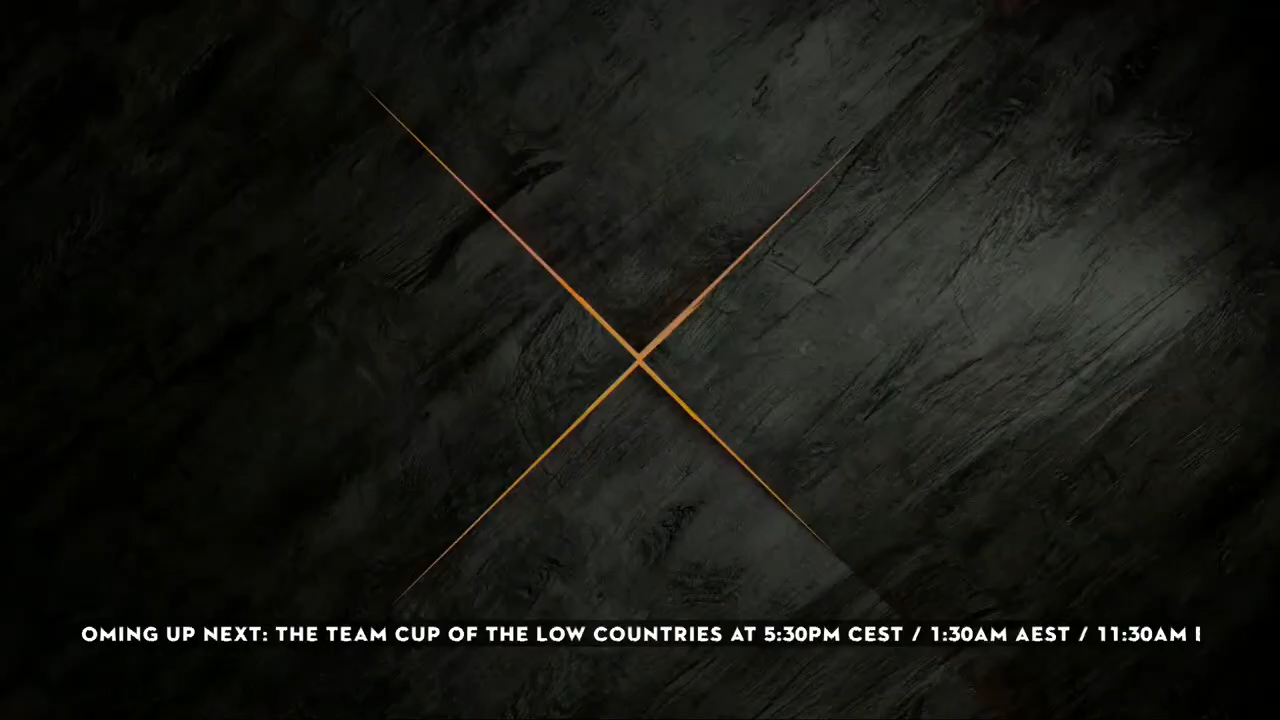 OMING UP NEXT: THE TEAM CUP OF THE LOW COUNTRIES AT 5:30PM CEST / 1:30AM AEST / 11:30AM